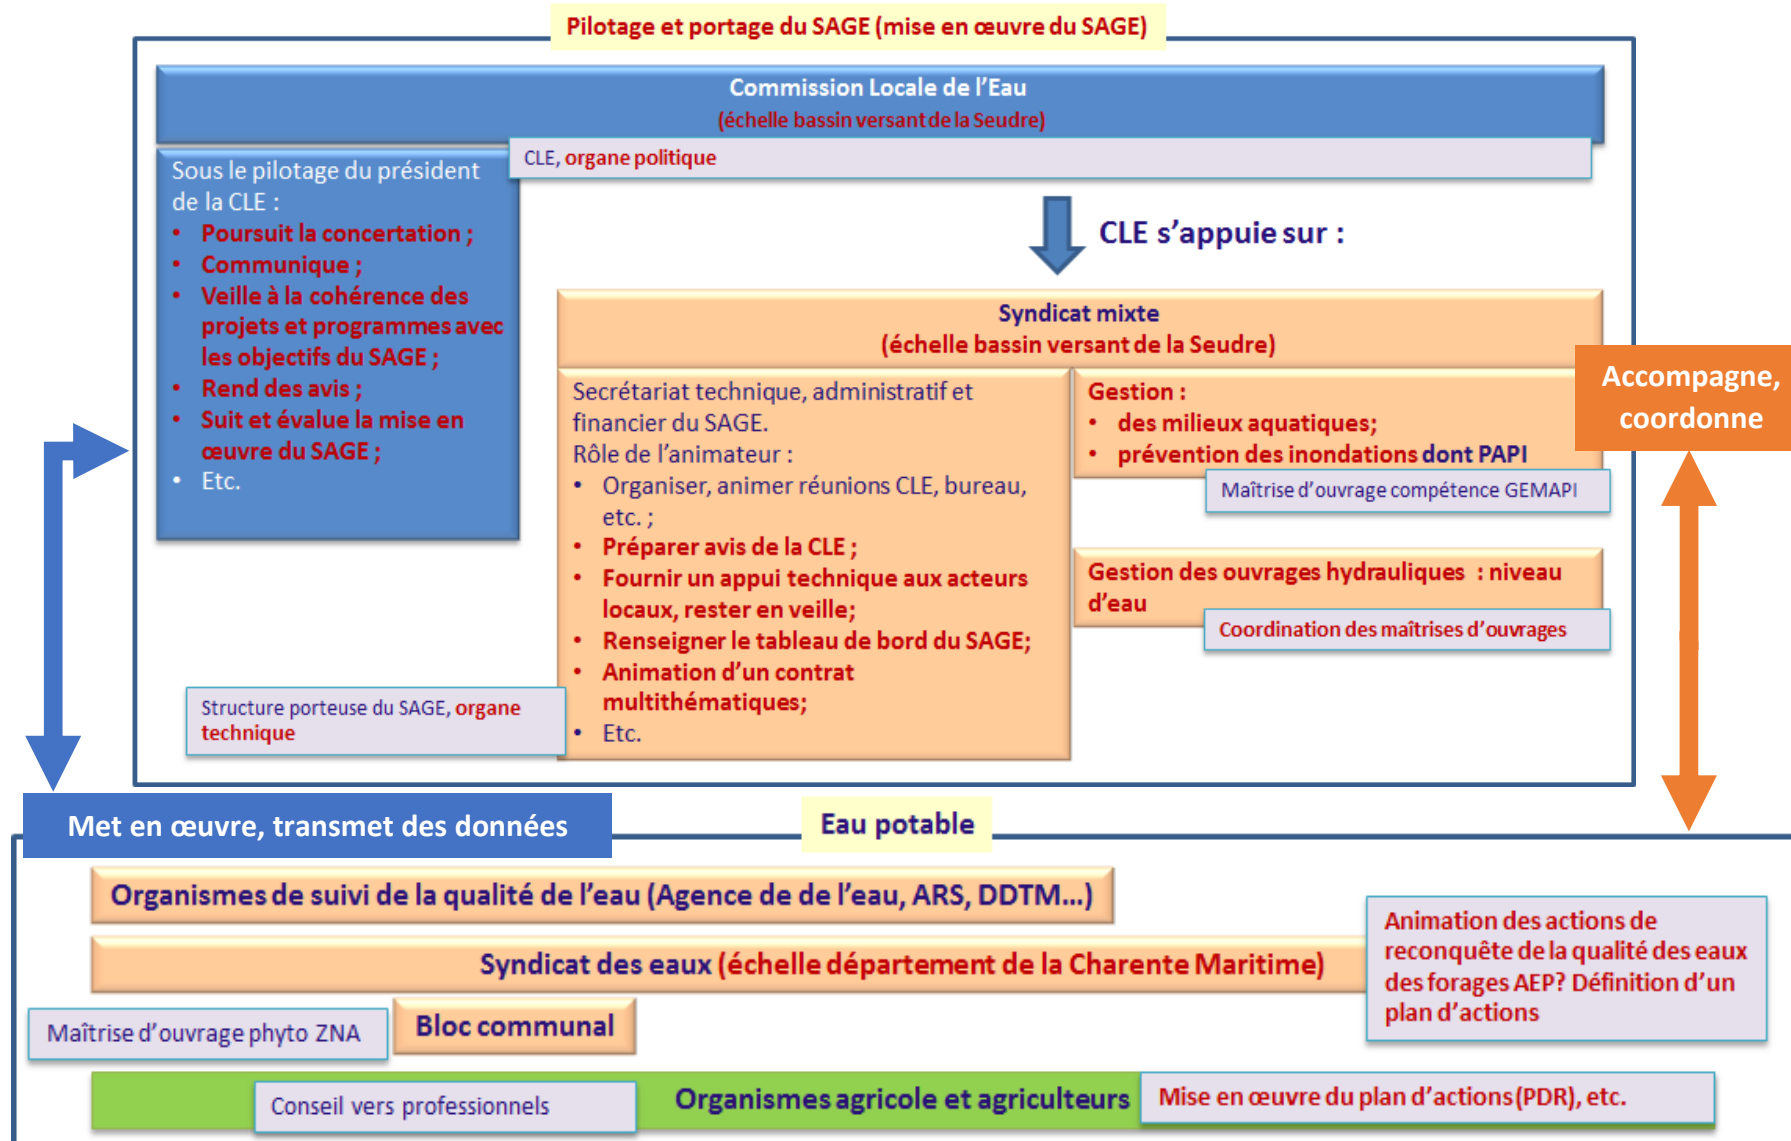 Pilotage et portage du SAGE (mise en œuvre du SAGE)
Commission Locale de l'Eau
(échelle bassin versant de la Seudre)
CLE, organe politique
Sous le pilotage du président
de la CLE :
• Poursuit la concertation ;
• Communique ;
• Veille à la cohérence des
projets et programmes avec
les objectifs du SAGE ;
• Rend des avis ;
• Suit et évalue la mise en
œuvre du SAGE ;
• Etc.
CLE s'appuie sur :
Syndicat mixte
(échelle bassin versant de la Seudre)
Secrétariat technique, administratif et
financier du SAGE.
Rôle de l'animateur :
• Organiser, animer réunions CLE, bureau,
etc. ;
• Préparer avis de la CLE ;
• Fournir un appui technique aux acteurs
locaux, rester en veille;
• Renseigner le tableau de bord du SAGE;
• Animation d'un contrat
multithématiques;
• Etc.
Gestion :
• des milieux aquatiques;
• prévention des inondations dont PAPI
Maîtrise d'ouvrage compétence GEMAPI
Gestion des ouvrages hydrauliques : niveau
d'eau
Coordination des maîtrises d'ouvrages
Structure porteuse du SAGE, organe
technique
Accompagne,
coordonne
Met en œuvre, transmet des données
Eau potable
Organismes de suivi de la qualité de l'eau (Agence de de l'eau, ARS, DDTM...)
Syndicat des eaux (échelle département de la Charente Maritime)
Animation des actions de
reconquête de la qualité des eaux
des forages AEP? Définition d'un
plan d'actions
Maîtrise d'ouvrage phyto ZNA
Bloc communal
Conseil vers professionnels
Organismes agricole et agriculteurs
Mise en œuvre du plan d'actions (PDR), etc.